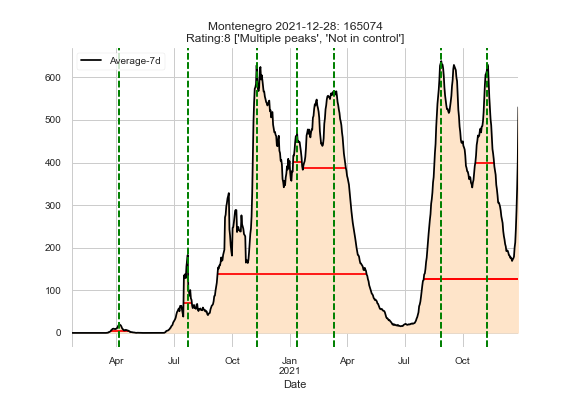 Montenegro 2021-12-28: 165074
Rating:8 ['Multiple peaks', 'Not in control']
Average-7d
600
500
400
300
200
100
0
Apr Jul Oct Jan Apr Jul Oct
2021
Date